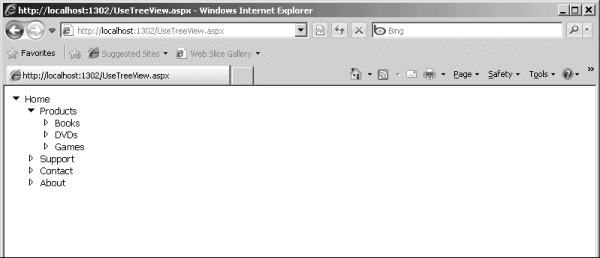 http://localhost:1302/UseTreeView.aspx - Windows Internet Explorer
http://localhost:1302/UseTreeView.aspx
Bing
Favorites Suggested Sites Web Slice Gallery
http://localhost:1302/UseTreeView.aspx
Page Safety Tools
Home
Products
Books
DVDs
Games
Support
Contact
About